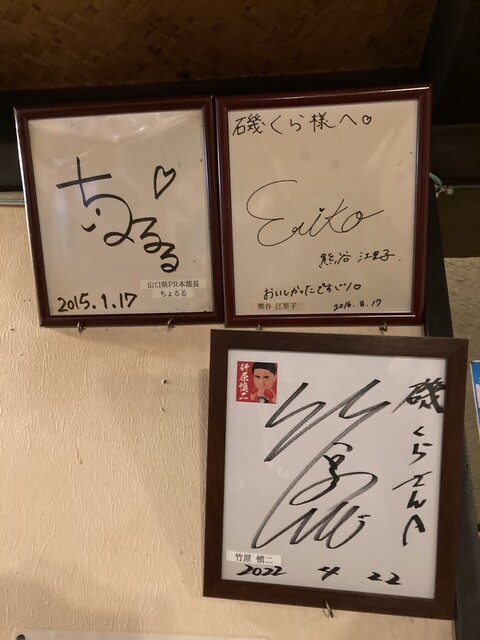 ちょるる
山口県PR本部長
ちょるる
2015.1.17
磯くら様へ
Eriko
熊谷 江里子.
おいしかったですッ!
熊谷 江里子
2016.8.17
竹原慎二
磯くらさんへ
竹原 慎二
2022 4 22